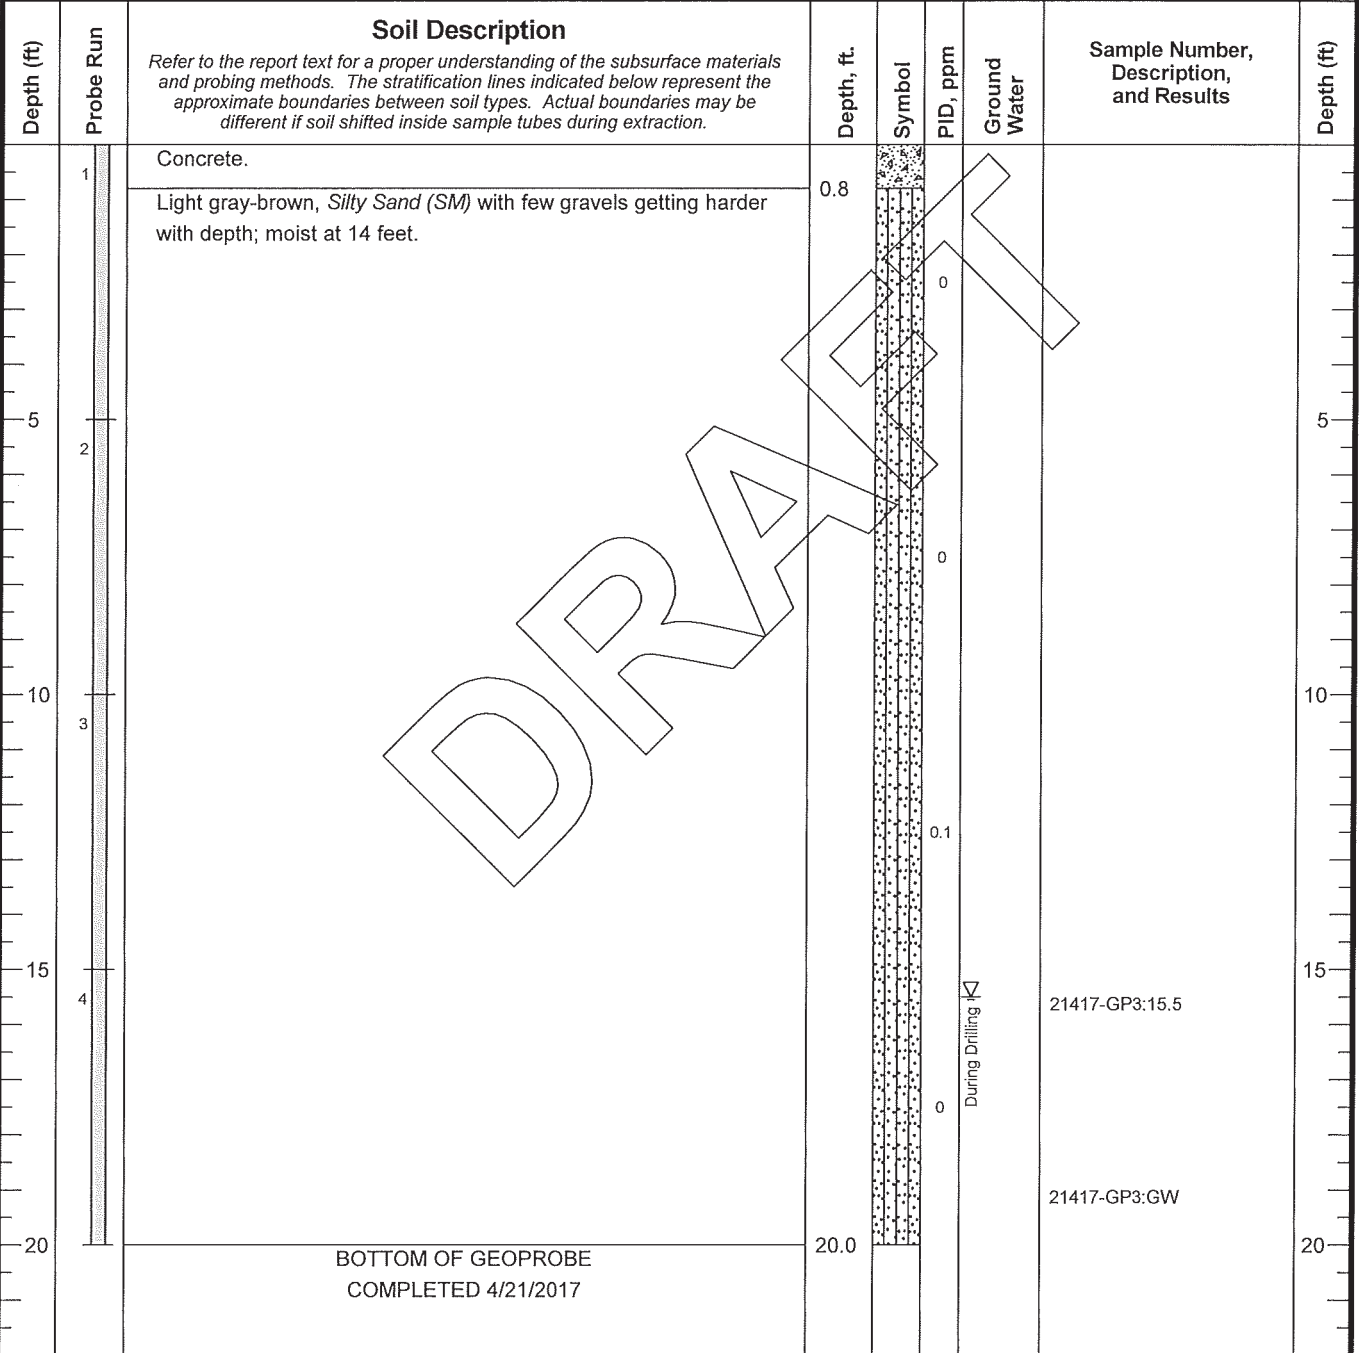 Depth (ft)
Probe Run
Soil Description
Refer to the report text for a proper understanding of the subsurface materials
and probing methods. The stratification lines indicated below represent the
approximate boundaries between soil types. Actual boundaries may be
different if soil shifted inside sample tubes during extraction.
Depth, ft.
Symbol
PID, ppm
Ground
Water
Sample Number,
Description,
and Results
Depth (ft)
1
Concrete.
0.8
Light gray-brown, Silty Sand (SM) with few gravels getting harder
with depth; moist at 14 feet.
0
5
5
2
0
DRAFT
10
10
3
0.1
15
15
4
During Drilling
21417-GP3:15.5
0
21417-GP3:GW
20
20.0
20
BOTTOM OF GEOPROBE
COMPLETED 4/21/2017